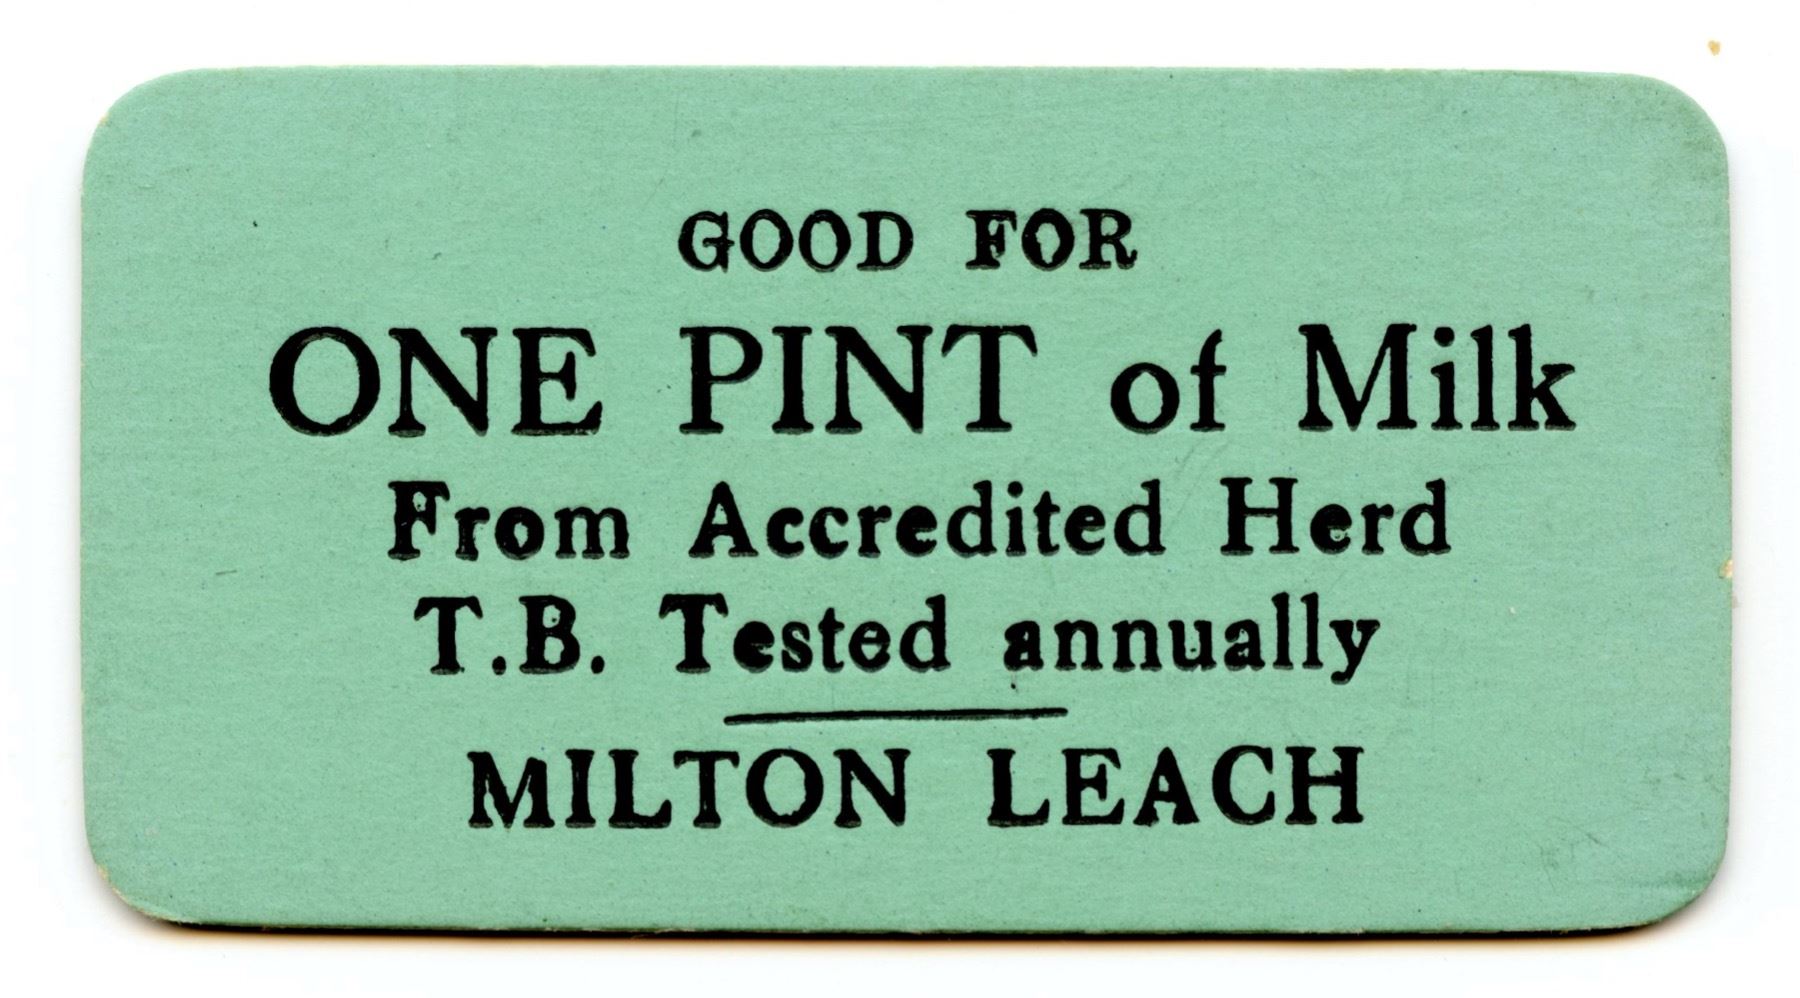 GOOD FOR
ONE PINT of Milk
From Accredited Herd
T.B. Tested annually
MILTON LEACH